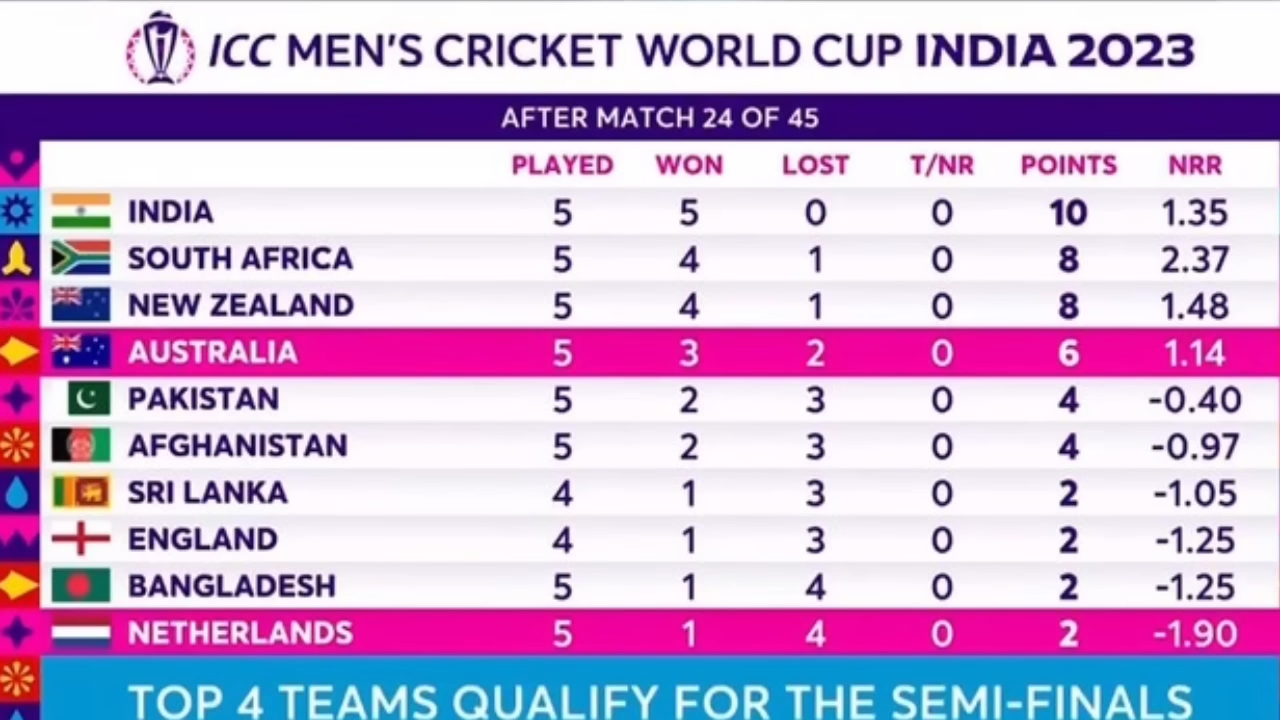 ICC MEN'S CRICKET WORLD CUP INDIA 2023
AFTER MATCH 24 OF 45
PLAYED WON LOST T/NR POINTS NRR
INDIA 5 5 0 0 10 1.35
SOUTH AFRICA 5 4 1 0 8 2.37
NEW ZEALAND 5 4 1 0 8 1.48
AUSTRALIA 5 3 2 0 6 1.14
PAKISTAN 5 2 3 0 4 -0.40
AFGHANISTAN 5 2 3 0 4 -0.97
SRI LANKA 4 1 3 0 2 -1.05
ENGLAND 4 1 3 0 2 -1.25
BANGLADESH 5 1 4 0 2 -1.25
NETHERLANDS 5 1 4 0 2 -1.90
TOP 4 TEAMS QUALIFY FOR THE SEMI-FINALS